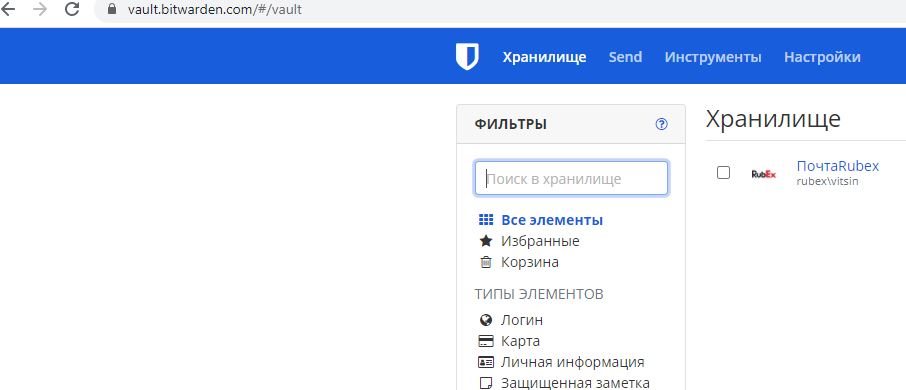 vault.bitwarden.com/#/vault
Хранилище Send Инструменты Настройки
ФИЛЬТРЫ
Поиск в хранилище
Все элементы
Избранные
Корзина
ТИПЫ ЭЛЕМЕНТОВ
Логин
Карта
Личная информация
Защищенная заметка
Хранилище
RubEx
ПочтаRubex
rubex\vitsin